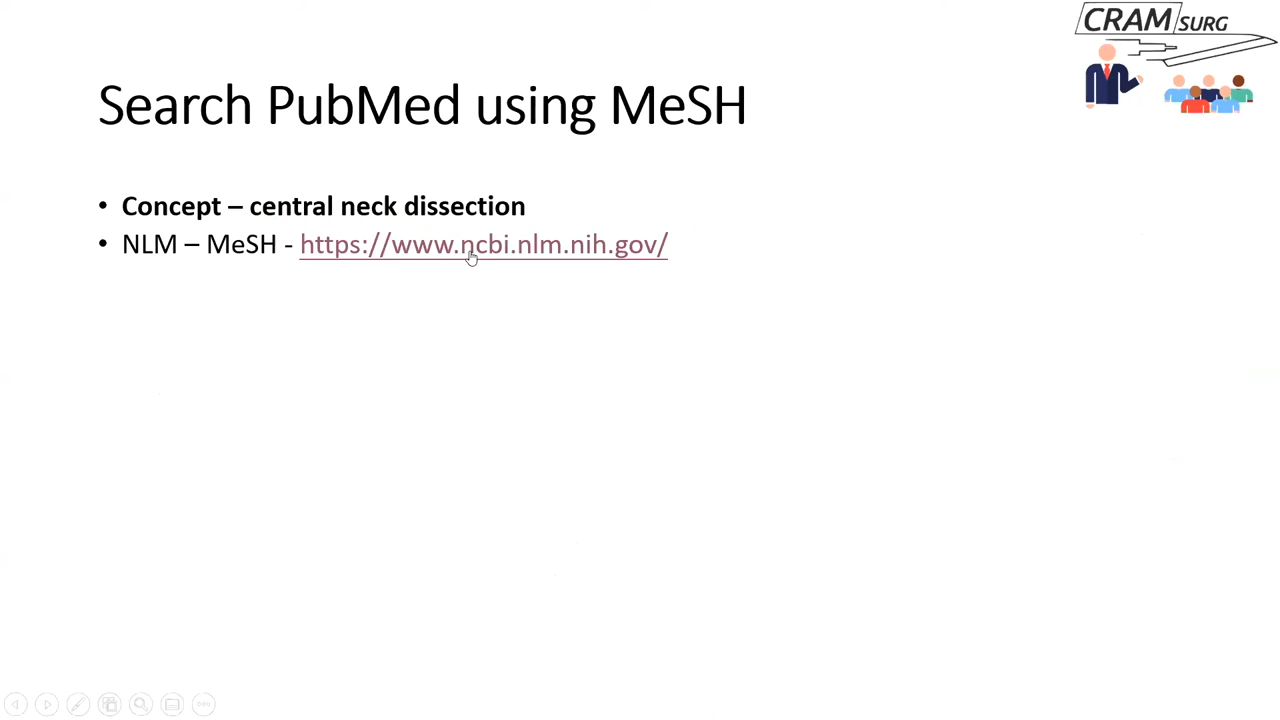 CRAM SURG
Search PubMed using MeSH
• Concept – central neck dissection
• NLM – MeSH - https://www.ncbi.nlm.nih.gov/